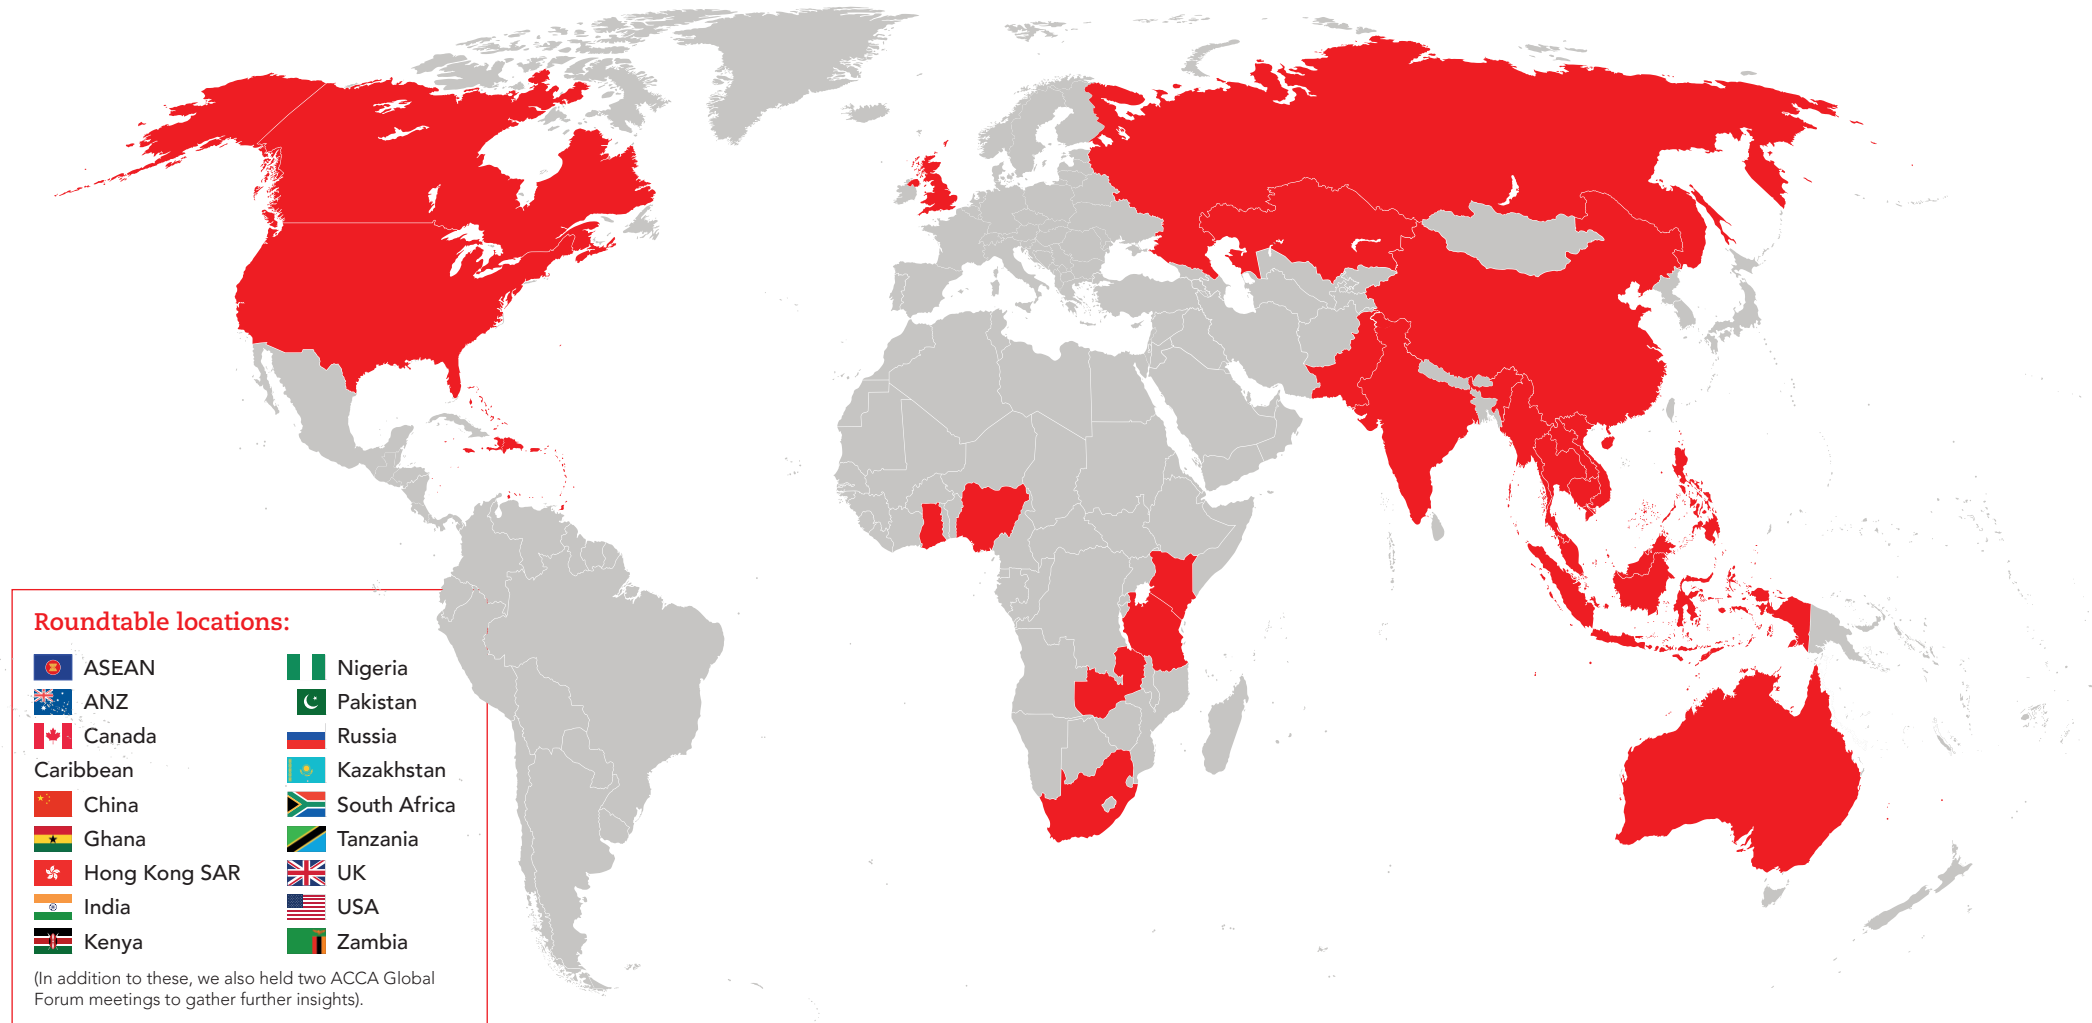 Roundtable locations:
ASEAN
ANZ
Canada
Caribbean
China
Ghana
Hong Kong SAR
India
Kenya
Nigeria
Pakistan
Russia
Kazakhstan
South Africa
Tanzania
UK
USA
Zambia
(In addition to these, we also held two ACCA Global
Forum meetings to gather further insights).